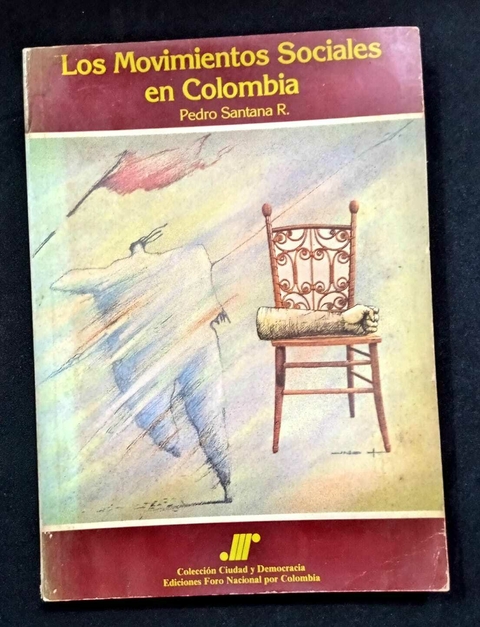 Los Movimientos Sociales
en Colombia
Pedro Santana R.
Colección Ciudad y Democracia
Ediciones Foro Nacional por Colombia